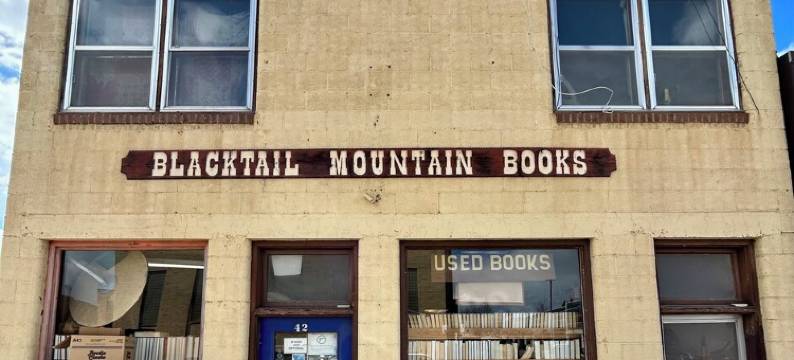 BLACKTAIL MOUNTAIN BOOKS
USED BOOKS
42